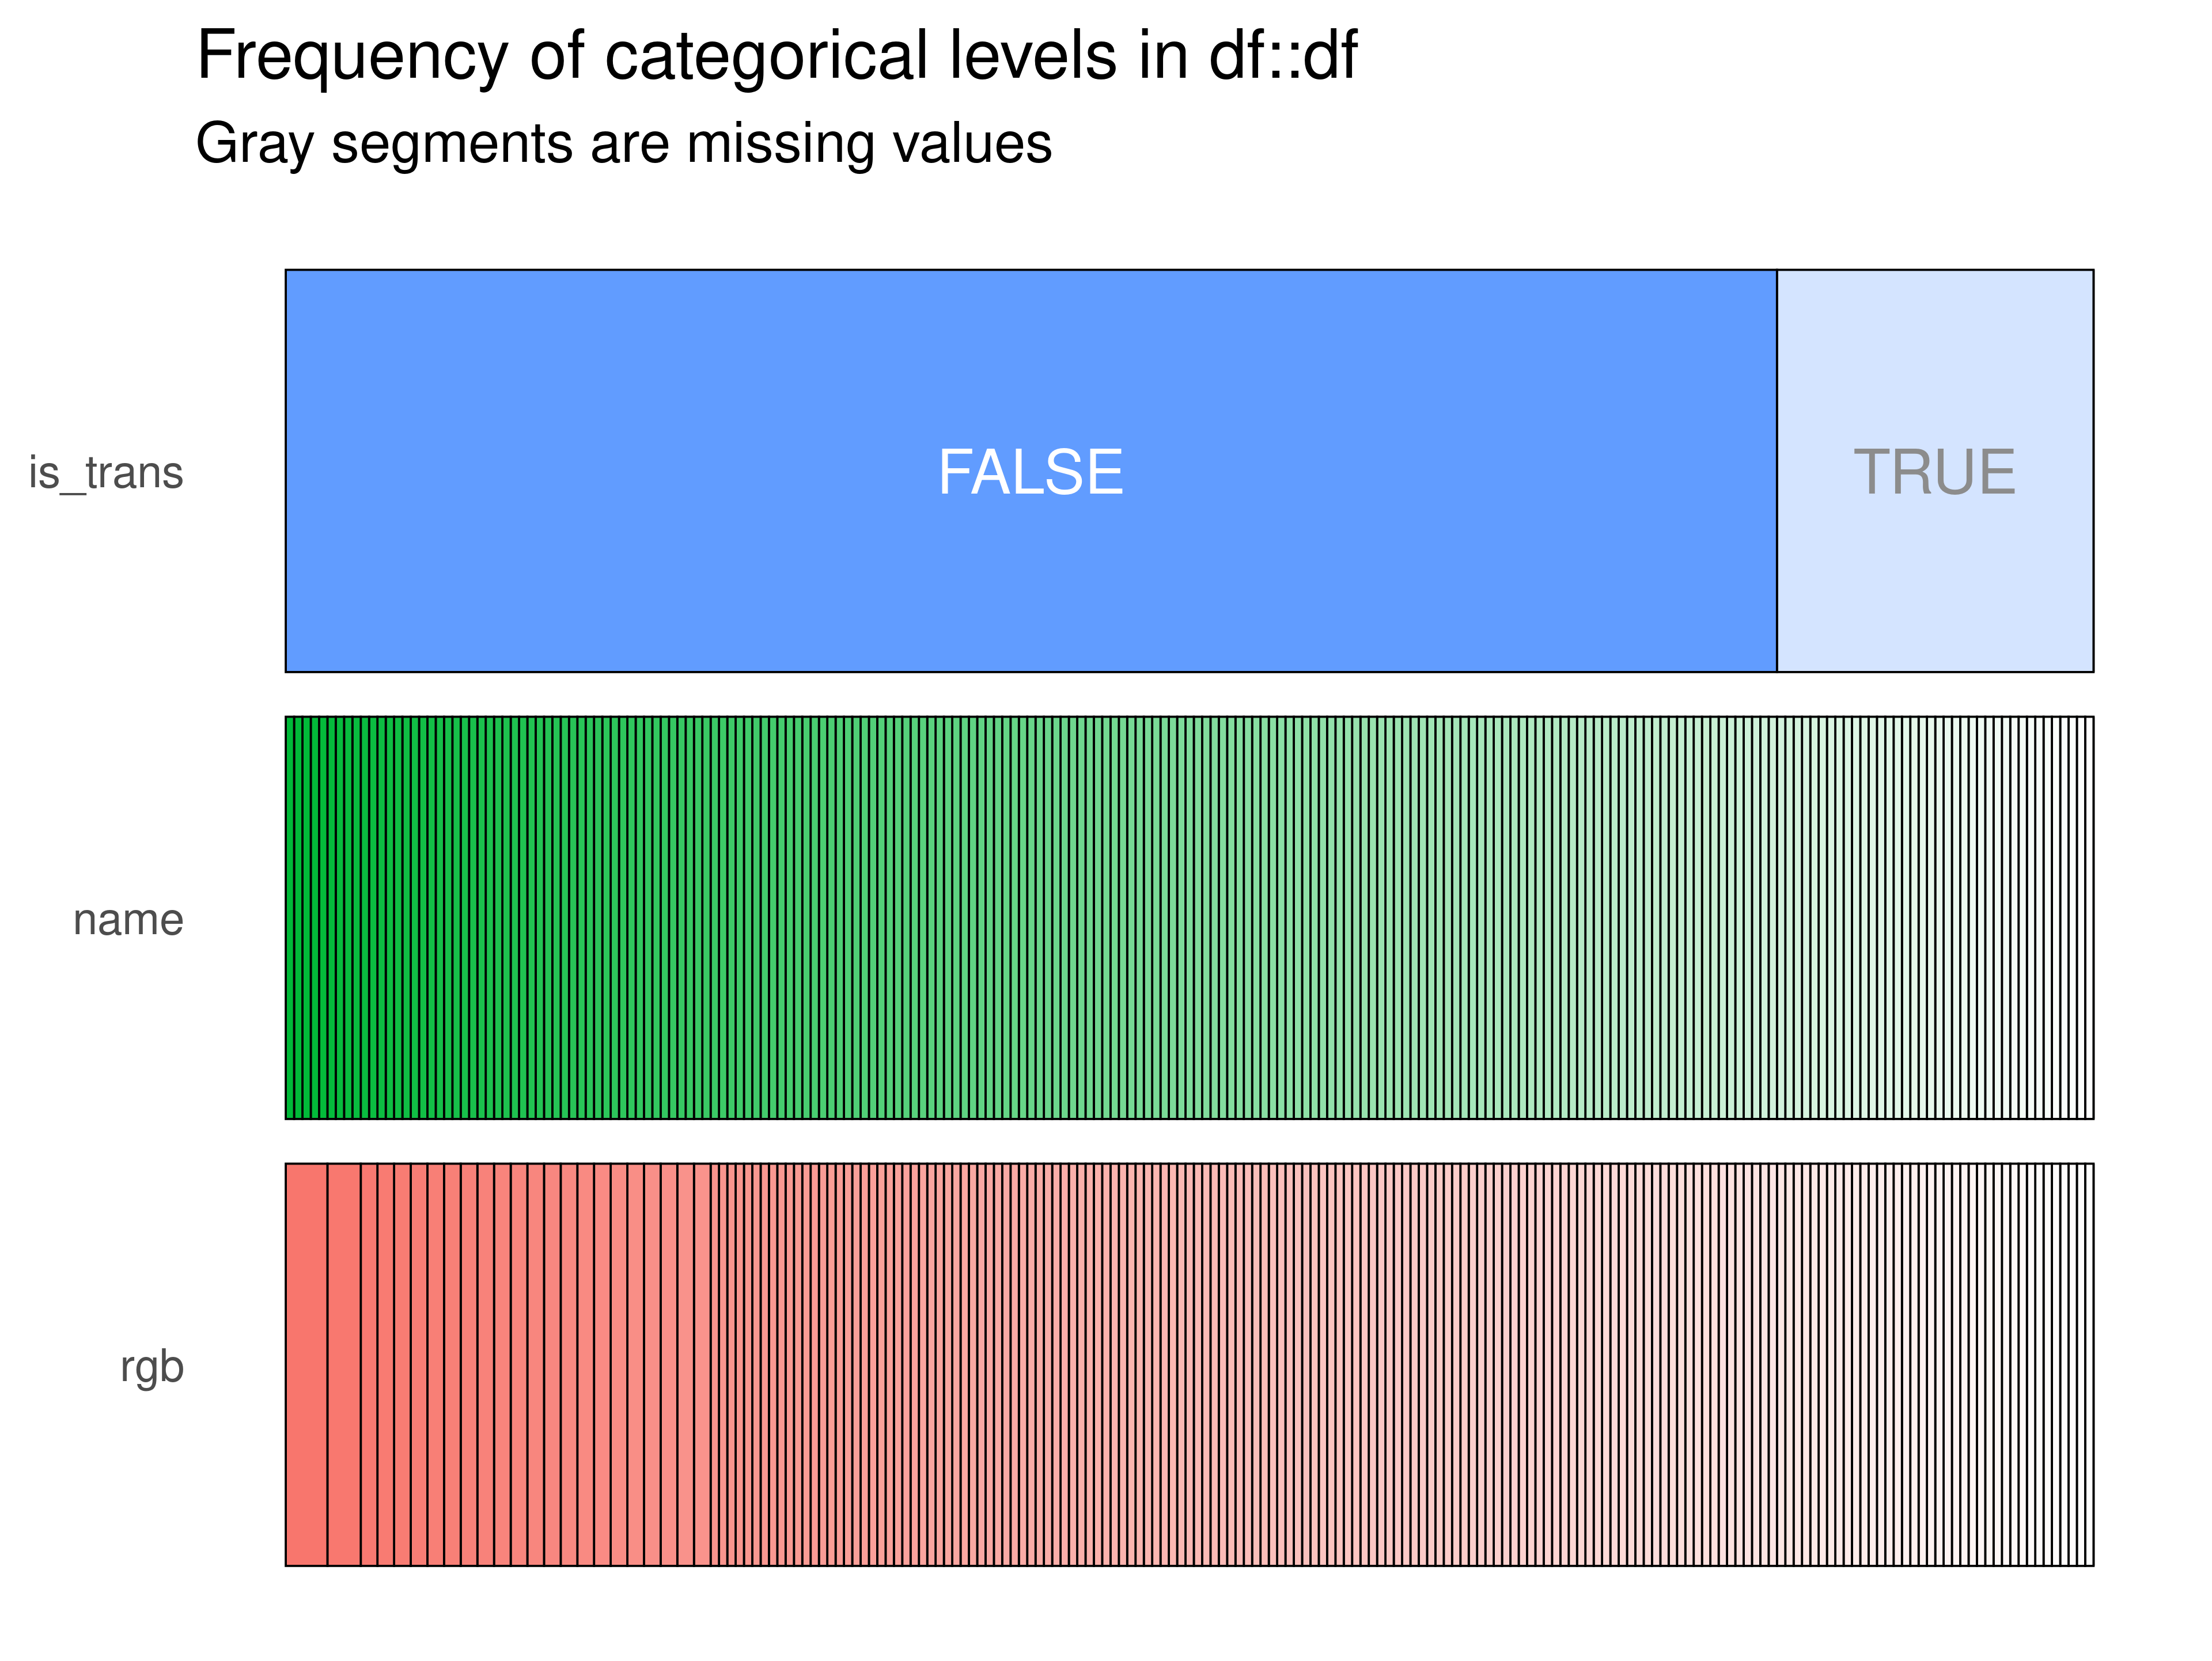 Frequency of categorical levels in df::df
Gray segments are missing values
is_trans
FALSE
TRUE
name
rgb